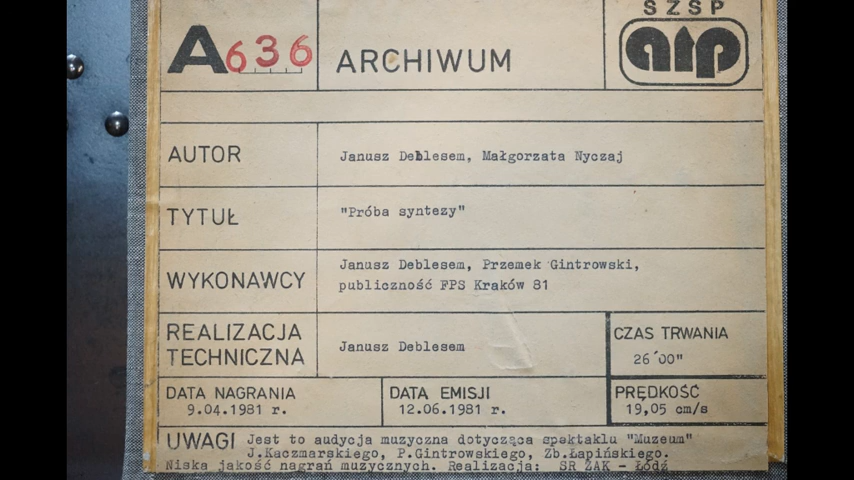 SZSP
A636
ARCHIWUM
arp
AUTOR
Janusz Deblesem, Małgorzata Nyczaj
TYTUŁ
"Próba syntezy"
WYKONAWCY
Janusz Deblesem, Przemek Gintrowski,
publiczność FPS Kraków 81
REALIZACJA
TECHNICZNA
Janusz Deblesem
CZAS TRWANIA
26´00"
DATA NAGRANIA
9.04.1981 r.
DATA EMISJI
12.06.1981 r.
PRĘDKOŚĆ
19,05 cm/s
UWAGI Jest to audycja muzyczna dotycząca spektaklu "Muzeum"
J.Kaczmarskiego, P.Gintrowskiego, Zb.Łapińskiego.
Niska jakość nagrań muzycznych. Realizacja: SR ŻAK - Łódź